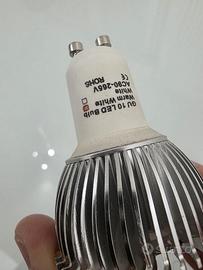 GU 10 LED Bulb
Warm White
White
AC90-265V
CE ROHS